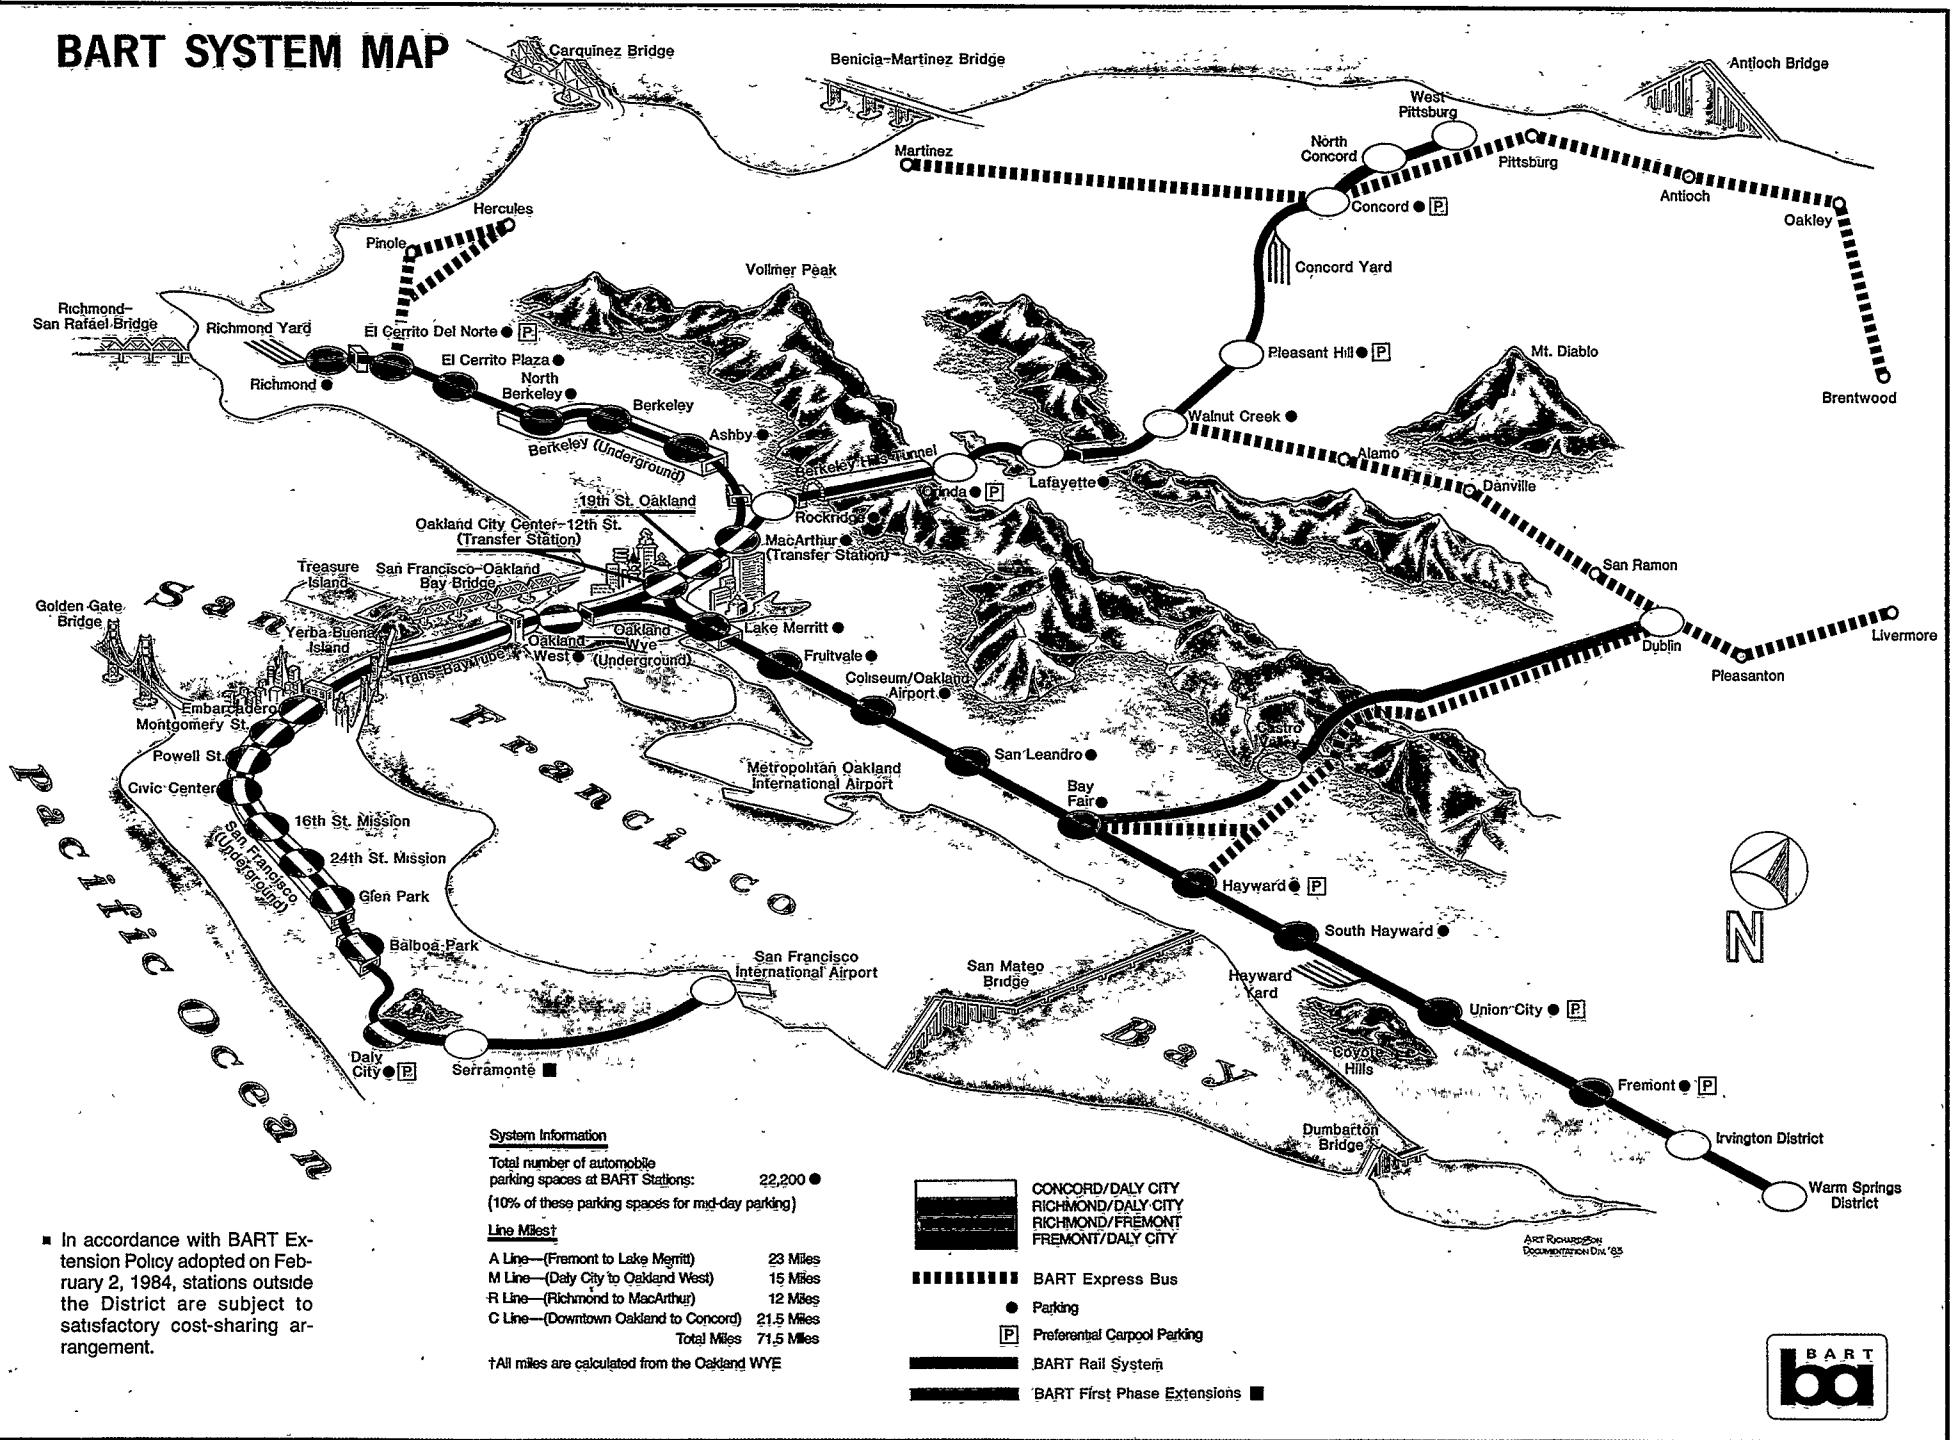 BART SYSTEM MAP
Carquinez Bridge
Benicia-Martinez Bridge
Antioch Bridge
West
Pittsburg
North
Concord
Martinez
Pittsburg
Concord ● P
Antioch
Oakley
Hercules
Pinole
Concord Yard
Vollmer Peak
Richmond-
San Rafael Bridge
Richmond Yard
El Cerrito Del Norte ● P
El Cerrito Plaza ●
Richmond ●
North
Berkeley ●
Berkeley
Pleasant Hill ● P
Mt. Diablo
Brentwood
Walnut Creek ●
Ashby ●
Berkeley (Underground)
Berkeley Hills Tunnel
Alamo
Orinda ● P
Lafayette ●
Danville
19th St. Oakland
Rockridge ●
Oakland City Center-12th St.
(Transfer Station)
MacArthur ●
(Transfer Station)
Treasure
Island
San Francisco-Oakland
Bay Bridge
San Ramon
Golden Gate
Bridge
Yerba Buena
Island
Oakland
West ●
Oakland
Wye
(Underground)
Lake Merritt ●
Trans-Bay Tube
Fruitvale ●
Livermore
Dublin
Pleasanton
Coliseum/Oakland
Airport ●
Embarcadero
Montgomery St.
Powell St.
Civic Center
16th St. Mission
24th St. Mission
Glen Park
Balboa Park
San Francisco
(Underground)
San Leandro ●
Castro
Valley
Metropolitan Oakland
International Airport
Bay
Fair ●
Hayward ● P
South Hayward ●
Hayward
Yard
San Francisco Bay
Pacific Ocean
N
San Francisco
International Airport
San Mateo
Bridge
Union City ● P
Coyote
Hills
Daly
City ● P
Serramonte ■
Fremont ● P
Dumbarton
Bridge
Irvington District
Warm Springs
District
System Information
Total number of automobile
parking spaces at BART Stations: 22,200 ●
(10% of these parking spaces for mid-day parking)
Line Miles†
A Line—(Fremont to Lake Merritt) 23 Miles
M Line—(Daly City to Oakland West) 15 Miles
R Line—(Richmond to MacArthur) 12 Miles
C Line—(Downtown Oakland to Concord) 21.5 Miles
Total Miles 71.5 Miles
†All miles are calculated from the Oakland WYE
■ In accordance with BART Ex-
tension Policy adopted on Feb-
ruary 2, 1984, stations outside
the District are subject to
satisfactory cost-sharing ar-
rangement.
CONCORD/DALY CITY
RICHMOND/DALY CITY
RICHMOND/FREMONT
FREMONT/DALY CITY
BART Express Bus
● Parking
P Preferential Carpool Parking
BART Rail System
BART First Phase Extensions ■
ART RICHARDSON
DOCUMENTATION DIV. '83
BART
ba